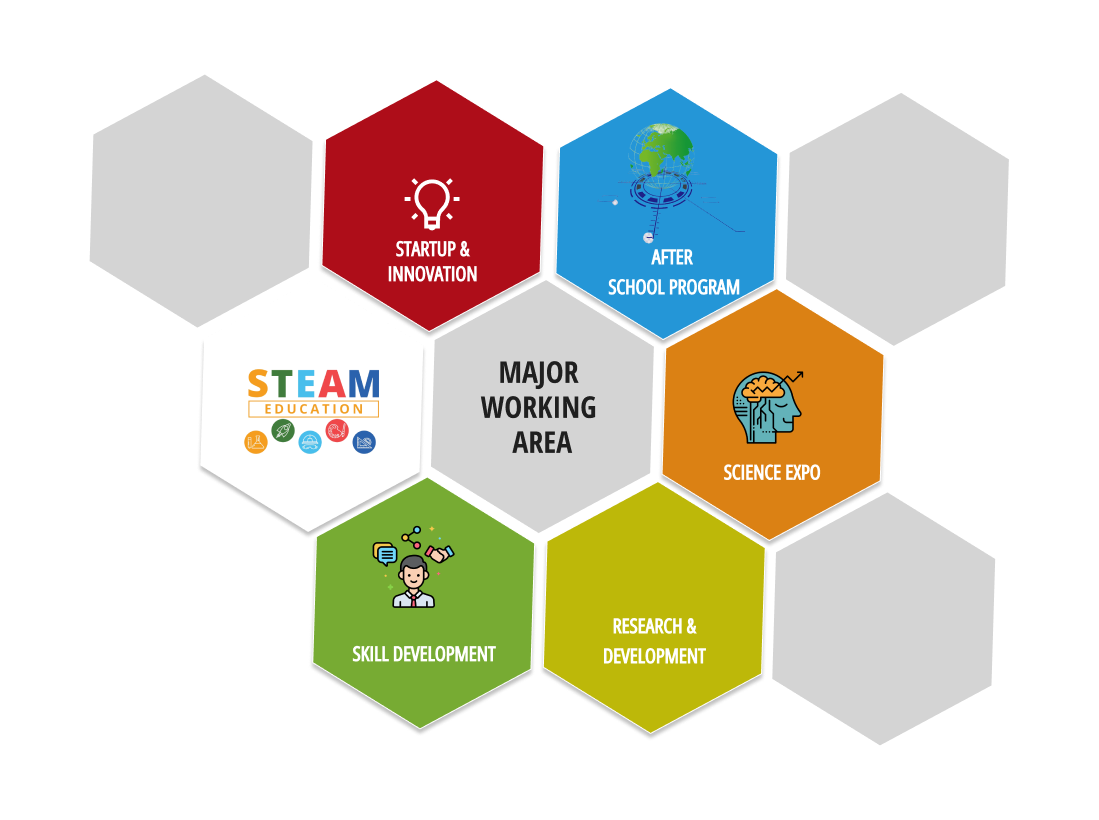 STARTUP &
INNOVATION
AFTER
SCHOOL PROGRAM
STEAM
EDUCATION
MAJOR
WORKING
AREA
SCIENCE EXPO
SKILL DEVELOPMENT
RESEARCH &
DEVELOPMENT